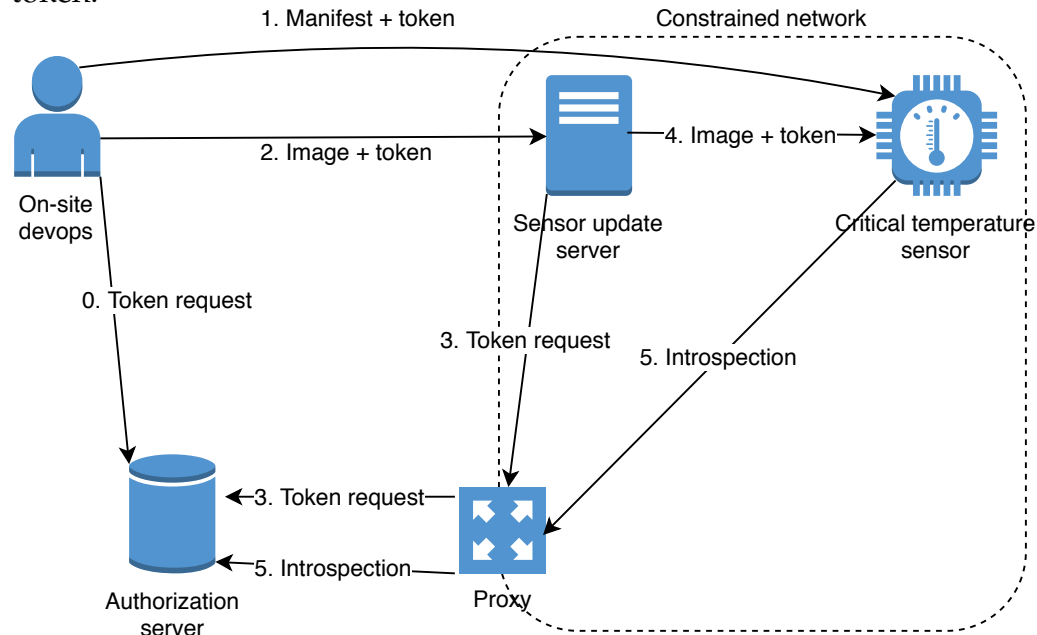 token.
1. Manifest + token
Constrained network
2. Image + token
4. Image + token
On-site
devops
Sensor update
server
Critical temperature
sensor
0. Token request
3. Token request
5. Introspection
3. Token request
5. Introspection
Proxy
Authorization
server